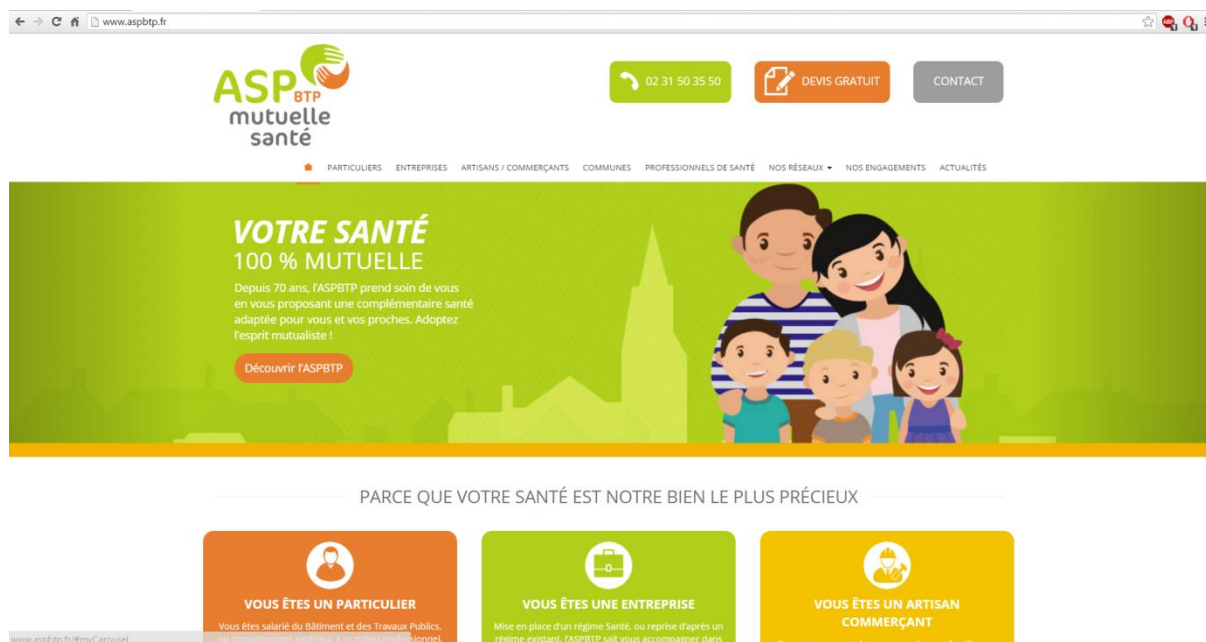 www.aspbtp.fr
ASP
BTP
mutuelle
santé
02 31 50 35 50
DEVIS GRATUIT
CONTACT
PARTICULIERS ENTREPRISES ARTISANS / COMMERÇANTS COMMUNES PROFESSIONNELS DE SANTÉ NOS RÉSEAUX NOS ENGAGEMENTS ACTUALITÉS
VOTRE SANTÉ
100 % MUTUELLE
Depuis 70 ans, l'ASPBTP prend soin de vous
en vous proposant une complémentaire santé
adaptée pour vous et vos proches. Adoptez
l'esprit mutualiste !
Découvrir l'ASPBTP
PARCE QUE VOTRE SANTÉ EST NOTRE BIEN LE PLUS PRÉCIEUX
VOUS ÊTES UN PARTICULIER
Vous êtes salarié du Bâtiment et des Travaux Publics,
VOUS ÊTES UNE ENTREPRISE
Mise en place d'un régime Santé, ou reprise d'après un
régime existant, l'ASPBTP sait vous accompagner dans
VOUS ÊTES UN ARTISAN
COMMERÇANT
www.aspbtp.fr/#myCarousel